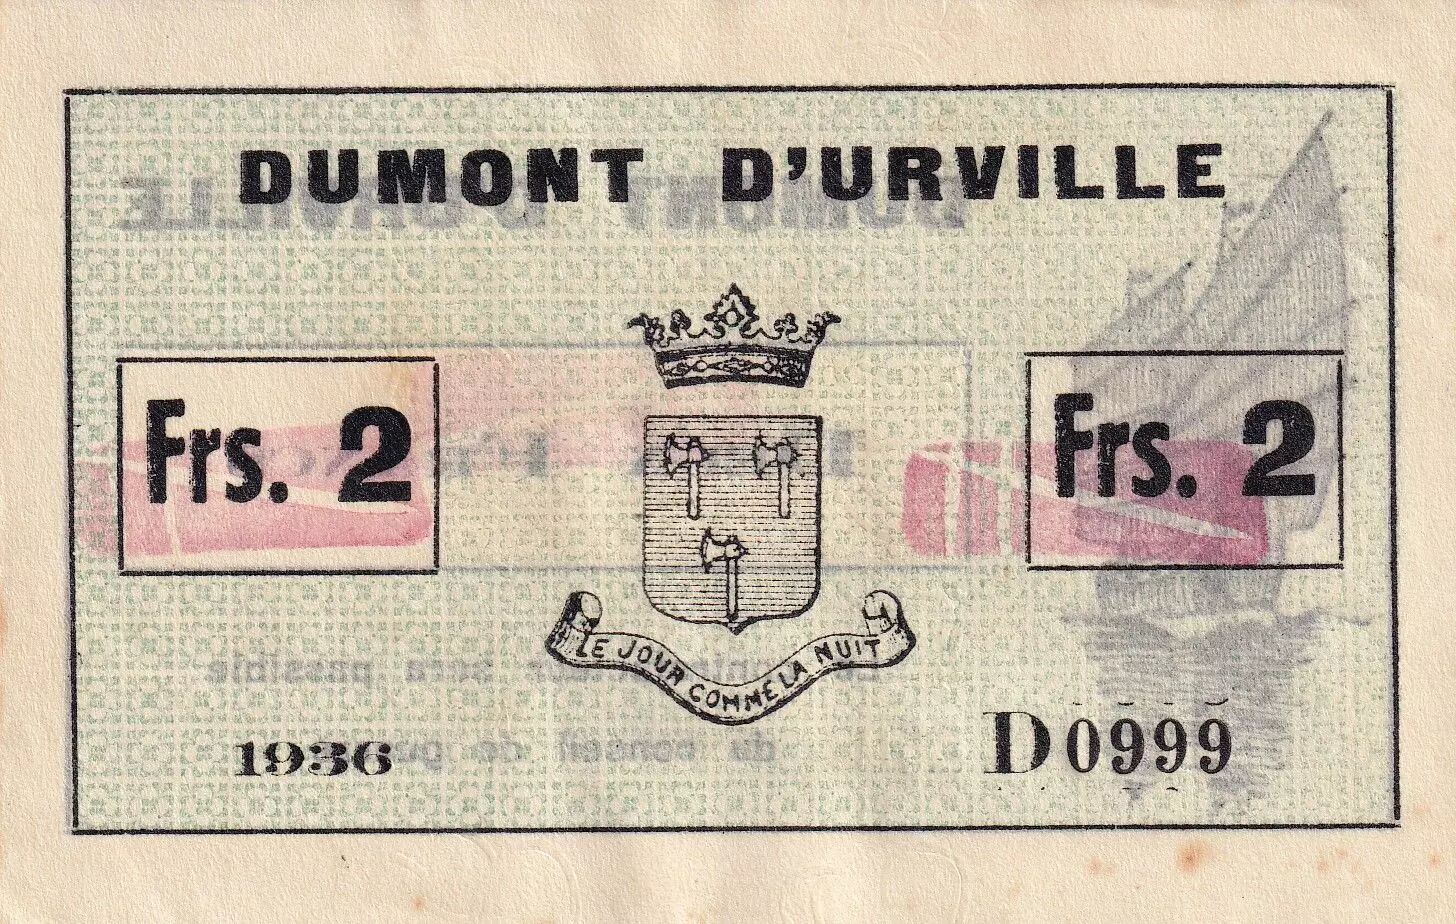 DUMONT D'URVILLE
Frs. 2
Frs. 2
LE JOUR COMME LA NUIT
1936
D0999